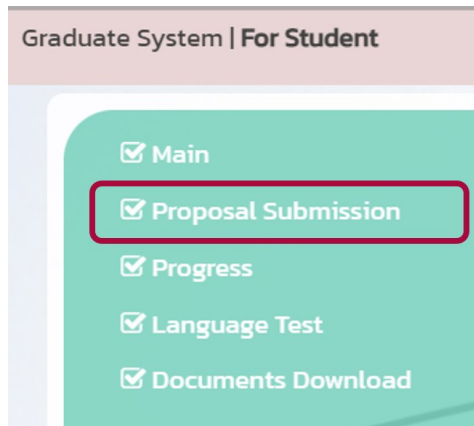 Graduate System | For Student
Main
Proposal Submission
Progress
Language Test
Documents Download